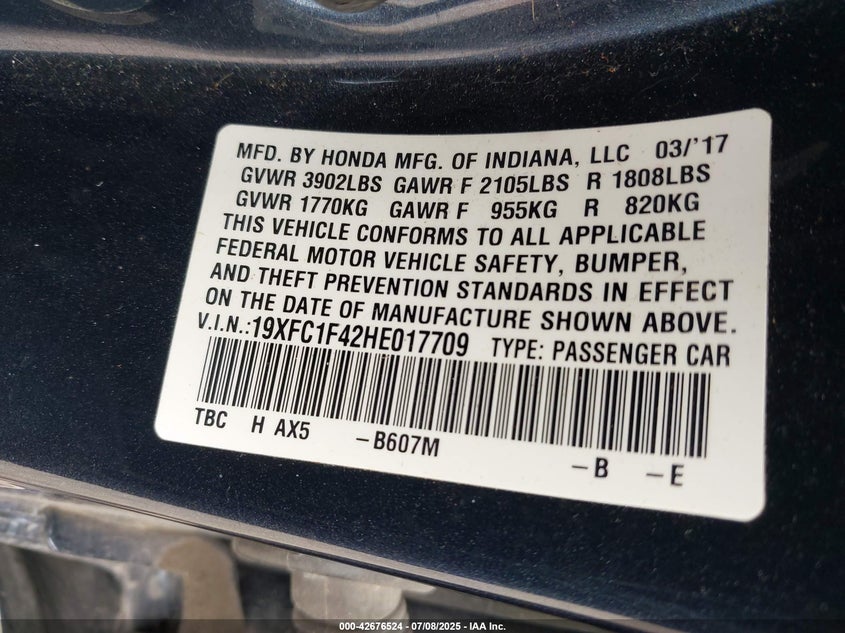 MFD. BY HONDA MFG. OF INDIANA, LLC 03/'17
GVWR 3902LBS GAWR F 2105LBS R 1808LBS
GVWR 1770KG GAWR F 955KG R 820KG
THIS VEHICLE CONFORMS TO ALL APPLICABLE
FEDERAL MOTOR VEHICLE SAFETY, BUMPER,
AND THEFT PREVENTION STANDARDS IN EFFECT
ON THE DATE OF MANUFACTURE SHOWN ABOVE.
V.I.N.:19XFC1F42HE017709 TYPE: PASSENGER CAR
TBC H AX5 -B607M -B -E
000-42676524 - 07/08/2025 - IAA Inc.